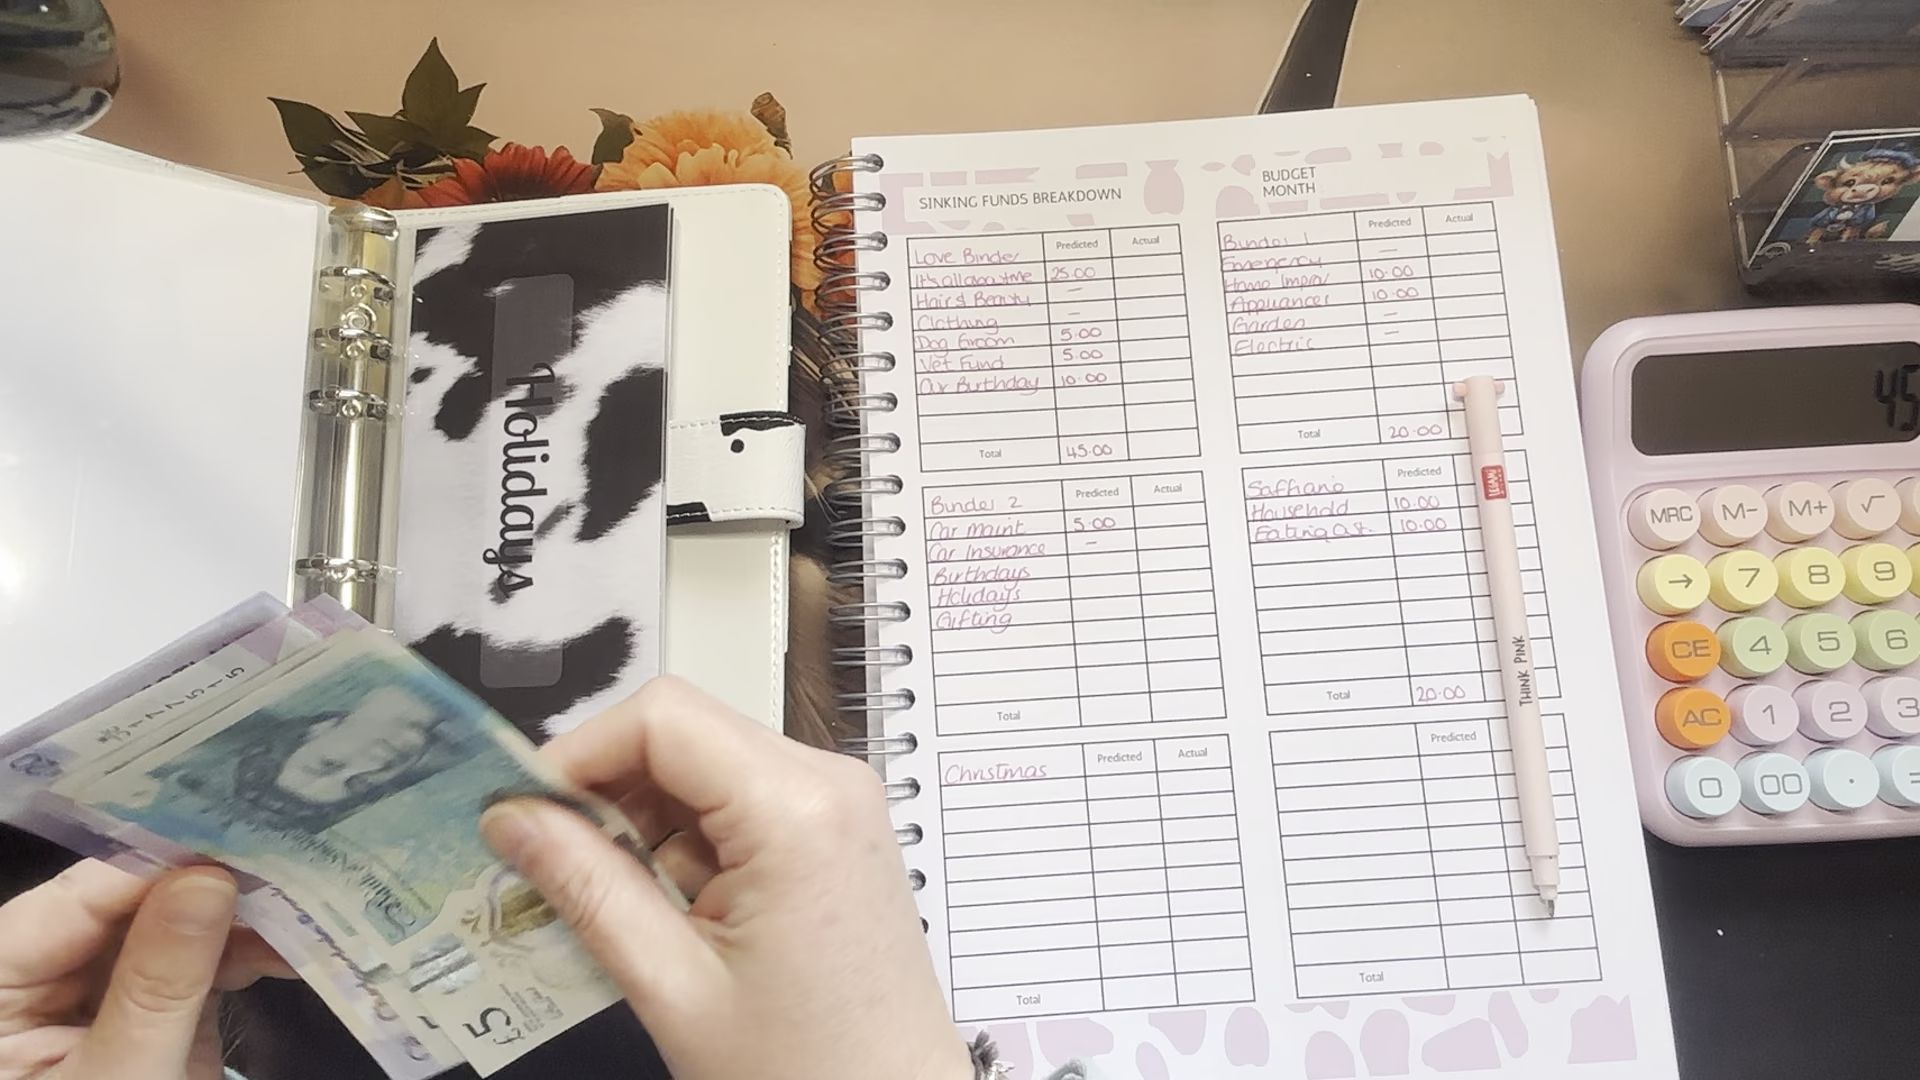 Holidays
£5
20
SINKING FUNDS BREAKDOWN
BUDGET
MONTH
Predicted Actual
Love Binder
It's all about me 25.00
Hair & Beauty —
Clothing —
Dog Groom 5.00
Vet Fund 5.00
Our Birthday 10.00
Total 45.00
Predicted Actual
Binder 1 —
Emergency
Home Improv 10.00
Appliances 10.00
Garden —
Electric —
Total 20.00
Predicted Actual
Binder 2
Car Maint 5.00
Car Insurance —
Birthdays
Holidays
Gifting
Total
Predicted
Saffiano
Household 10.00
Eating Out 10.00
Total 20.00
Predicted Actual
Christmas
Total
Predicted
Total
LEGAMI
THINK PINK
45
MRC M- M+ √
→ 7 8 9
CE 4 5 6
AC 1 2 3
0 00 · =